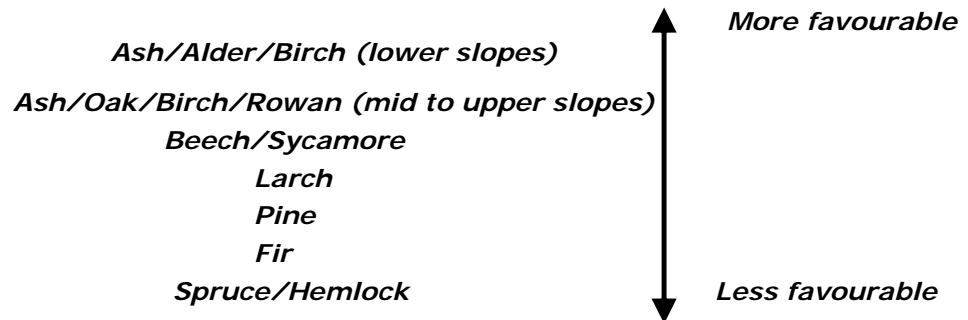 More favourable
Ash/Alder/Birch (lower slopes)
Ash/Oak/Birch/Rowan (mid to upper slopes)
Beech/Sycamore
Larch
Pine
Fir
Spruce/Hemlock
Less favourable